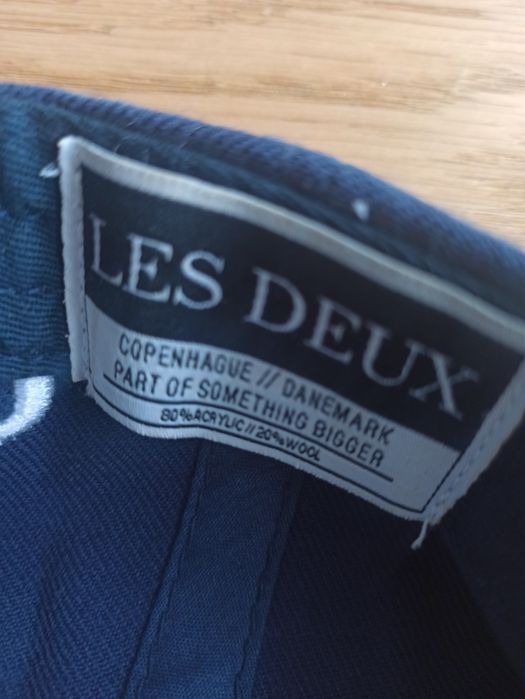 LES DEUX
COPENHAGUE // DANEMARK
PART OF SOMETHING BIGGER
80%ACRYLIC//20%WOOL